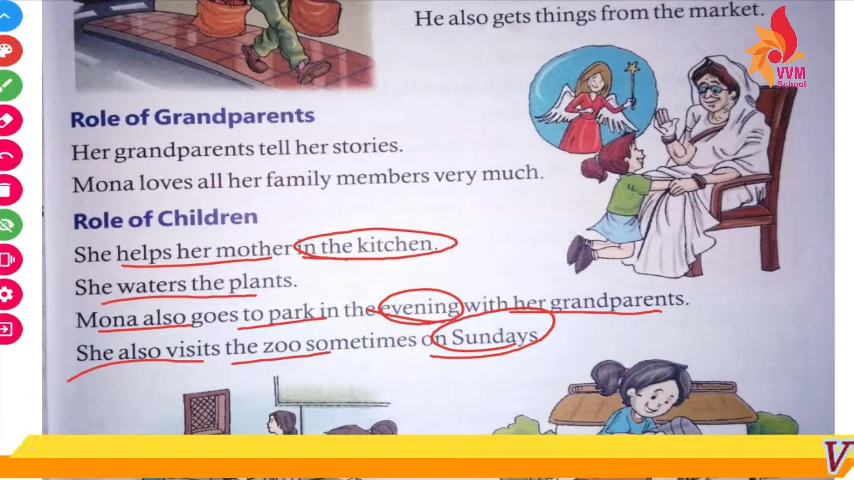 He also gets things from the market.
VVM
School
Role of Grandparents
Her grandparents tell her stories.
Mona loves all her family members very much.
Role of Children
She helps her mother in the kitchen.
She waters the plants.
Mona also goes to park in the evening with her grandparents.
She also visits the zoo sometimes on Sundays.
V